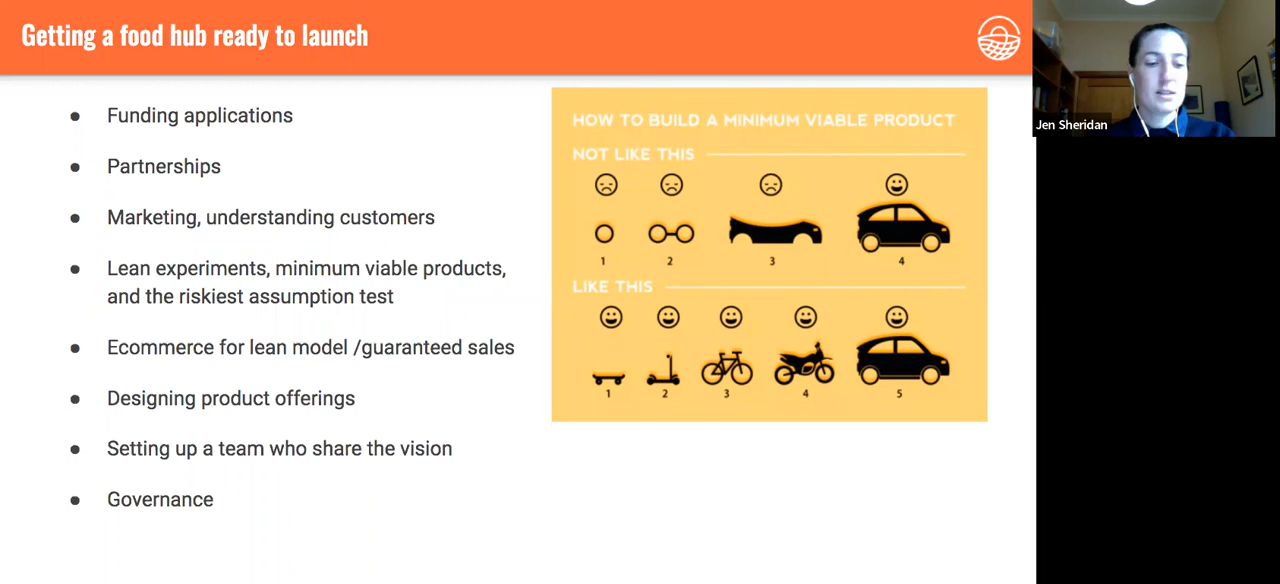 Getting a food hub ready to launch
Jen Sheridan
● Funding applications
● Partnerships
● Marketing, understanding customers
● Lean experiments, minimum viable products,
and the riskiest assumption test
● Ecommerce for lean model /guaranteed sales
● Designing product offerings
● Setting up a team who share the vision
● Governance
HOW TO BUILD A MINIMUM VIABLE PRODUCT
NOT LIKE THIS
1 2 3 4
LIKE THIS
1 2 3 4 5